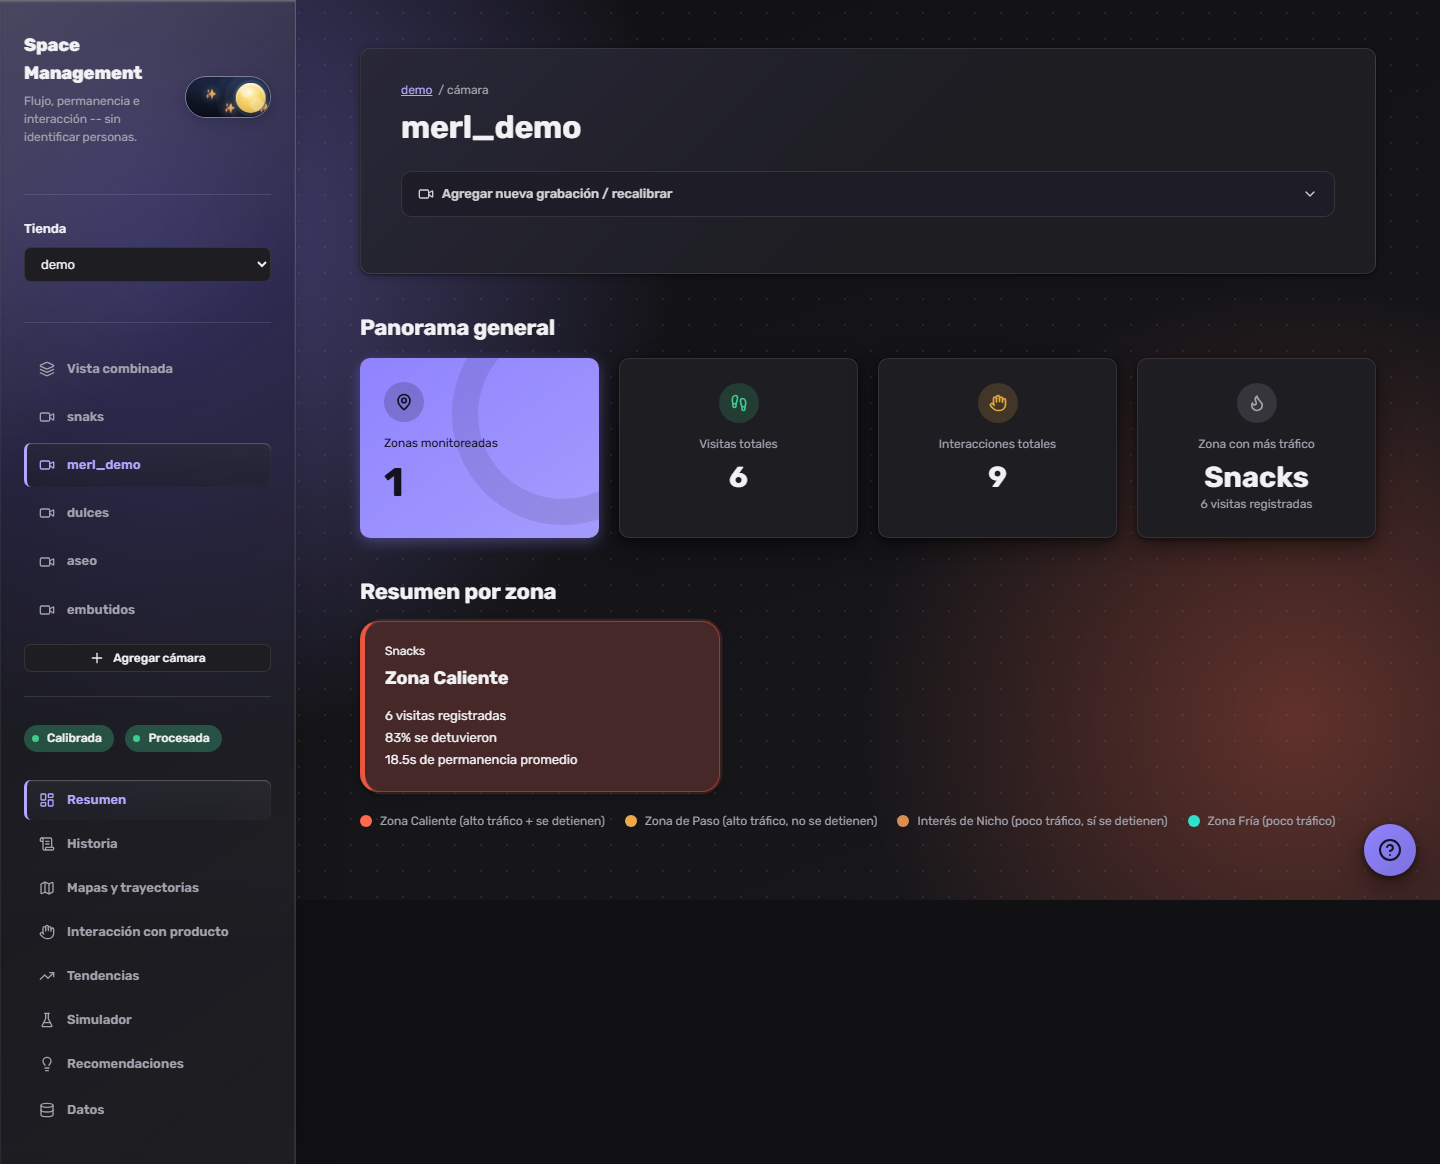 Space
Management
Flujo, permanencia e
interacción -- sin
identificar personas.
Tienda
demo
Vista combinada
snaks
merl_demo
dulces
aseo
embutidos
Agregar cámara
Calibrada
Procesada
Resumen
Historia
Mapas y trayectorias
Interacción con producto
Tendencias
Simulador
Recomendaciones
Datos
demo / cámara
merl_demo
Agregar nueva grabación / recalibrar
Panorama general
Zonas monitoreadas
1
Visitas totales
6
Interacciones totales
9
Zona con más tráfico
Snacks
6 visitas registradas
Resumen por zona
Snacks
Zona Caliente
6 visitas registradas
83% se detuvieron
18.5s de permanencia promedio
Zona Caliente (alto tráfico + se detienen)
Zona de Paso (alto tráfico, no se detienen)
Interés de Nicho (poco tráfico, sí se detienen)
Zona Fría (poco tráfico)